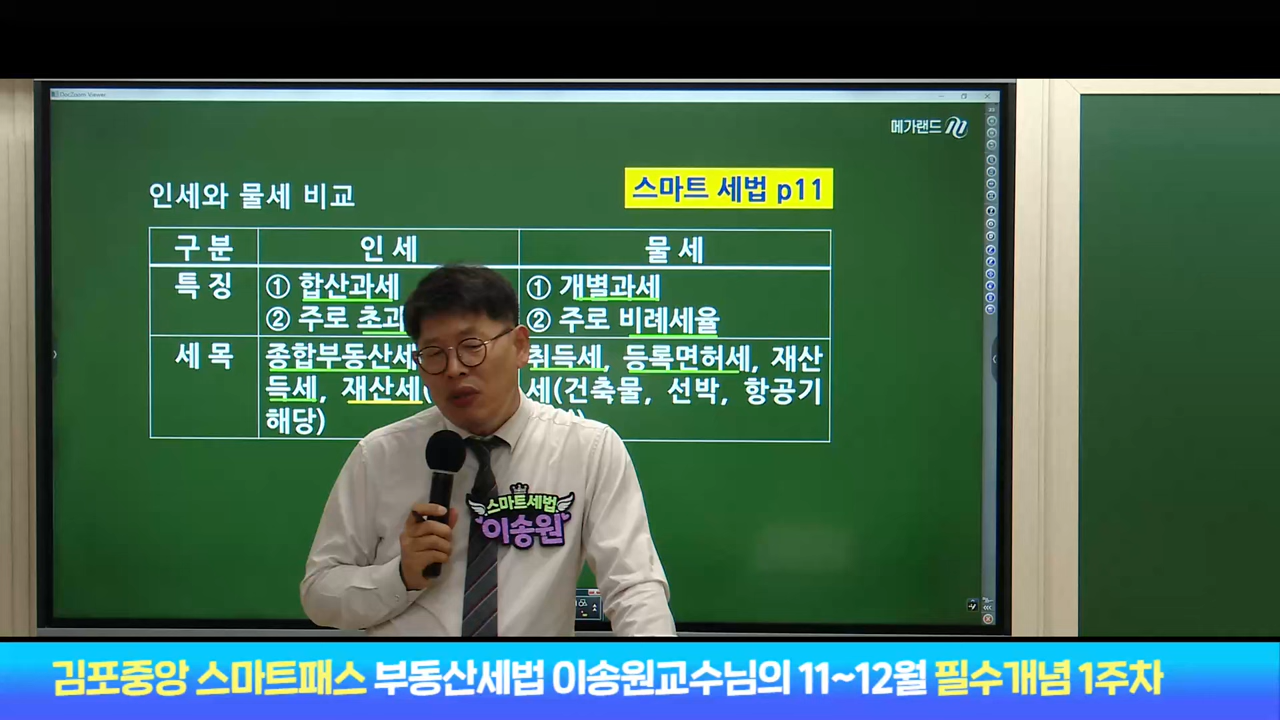 DocZoom Viewer
메가랜드
인세와 물세 비교
스마트 세법 p11
구 분 인 세 물 세
특 징 ① 합산과세 ① 개별과세
② 주로 초과 ② 주로 비례세율
세 목 종합부동산세 취득세, 등록면허세, 재산
득세, 재산세( 세(건축물, 선박, 항공기
해당)
스마트세법
이송원
김포중앙 스마트패스 부동산세법 이송원교수님의 11~12월 필수개념 1주차